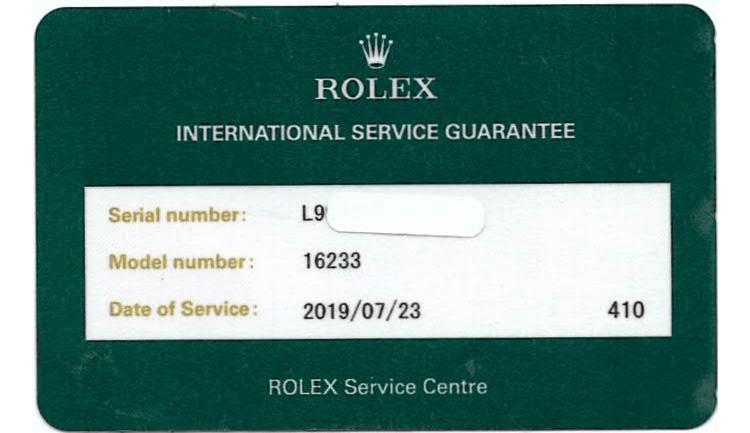 ROLEX
INTERNATIONAL SERVICE GUARANTEE
Serial number: L9
Model number: 16233
Date of Service: 2019/07/23 410
ROLEX Service Centre